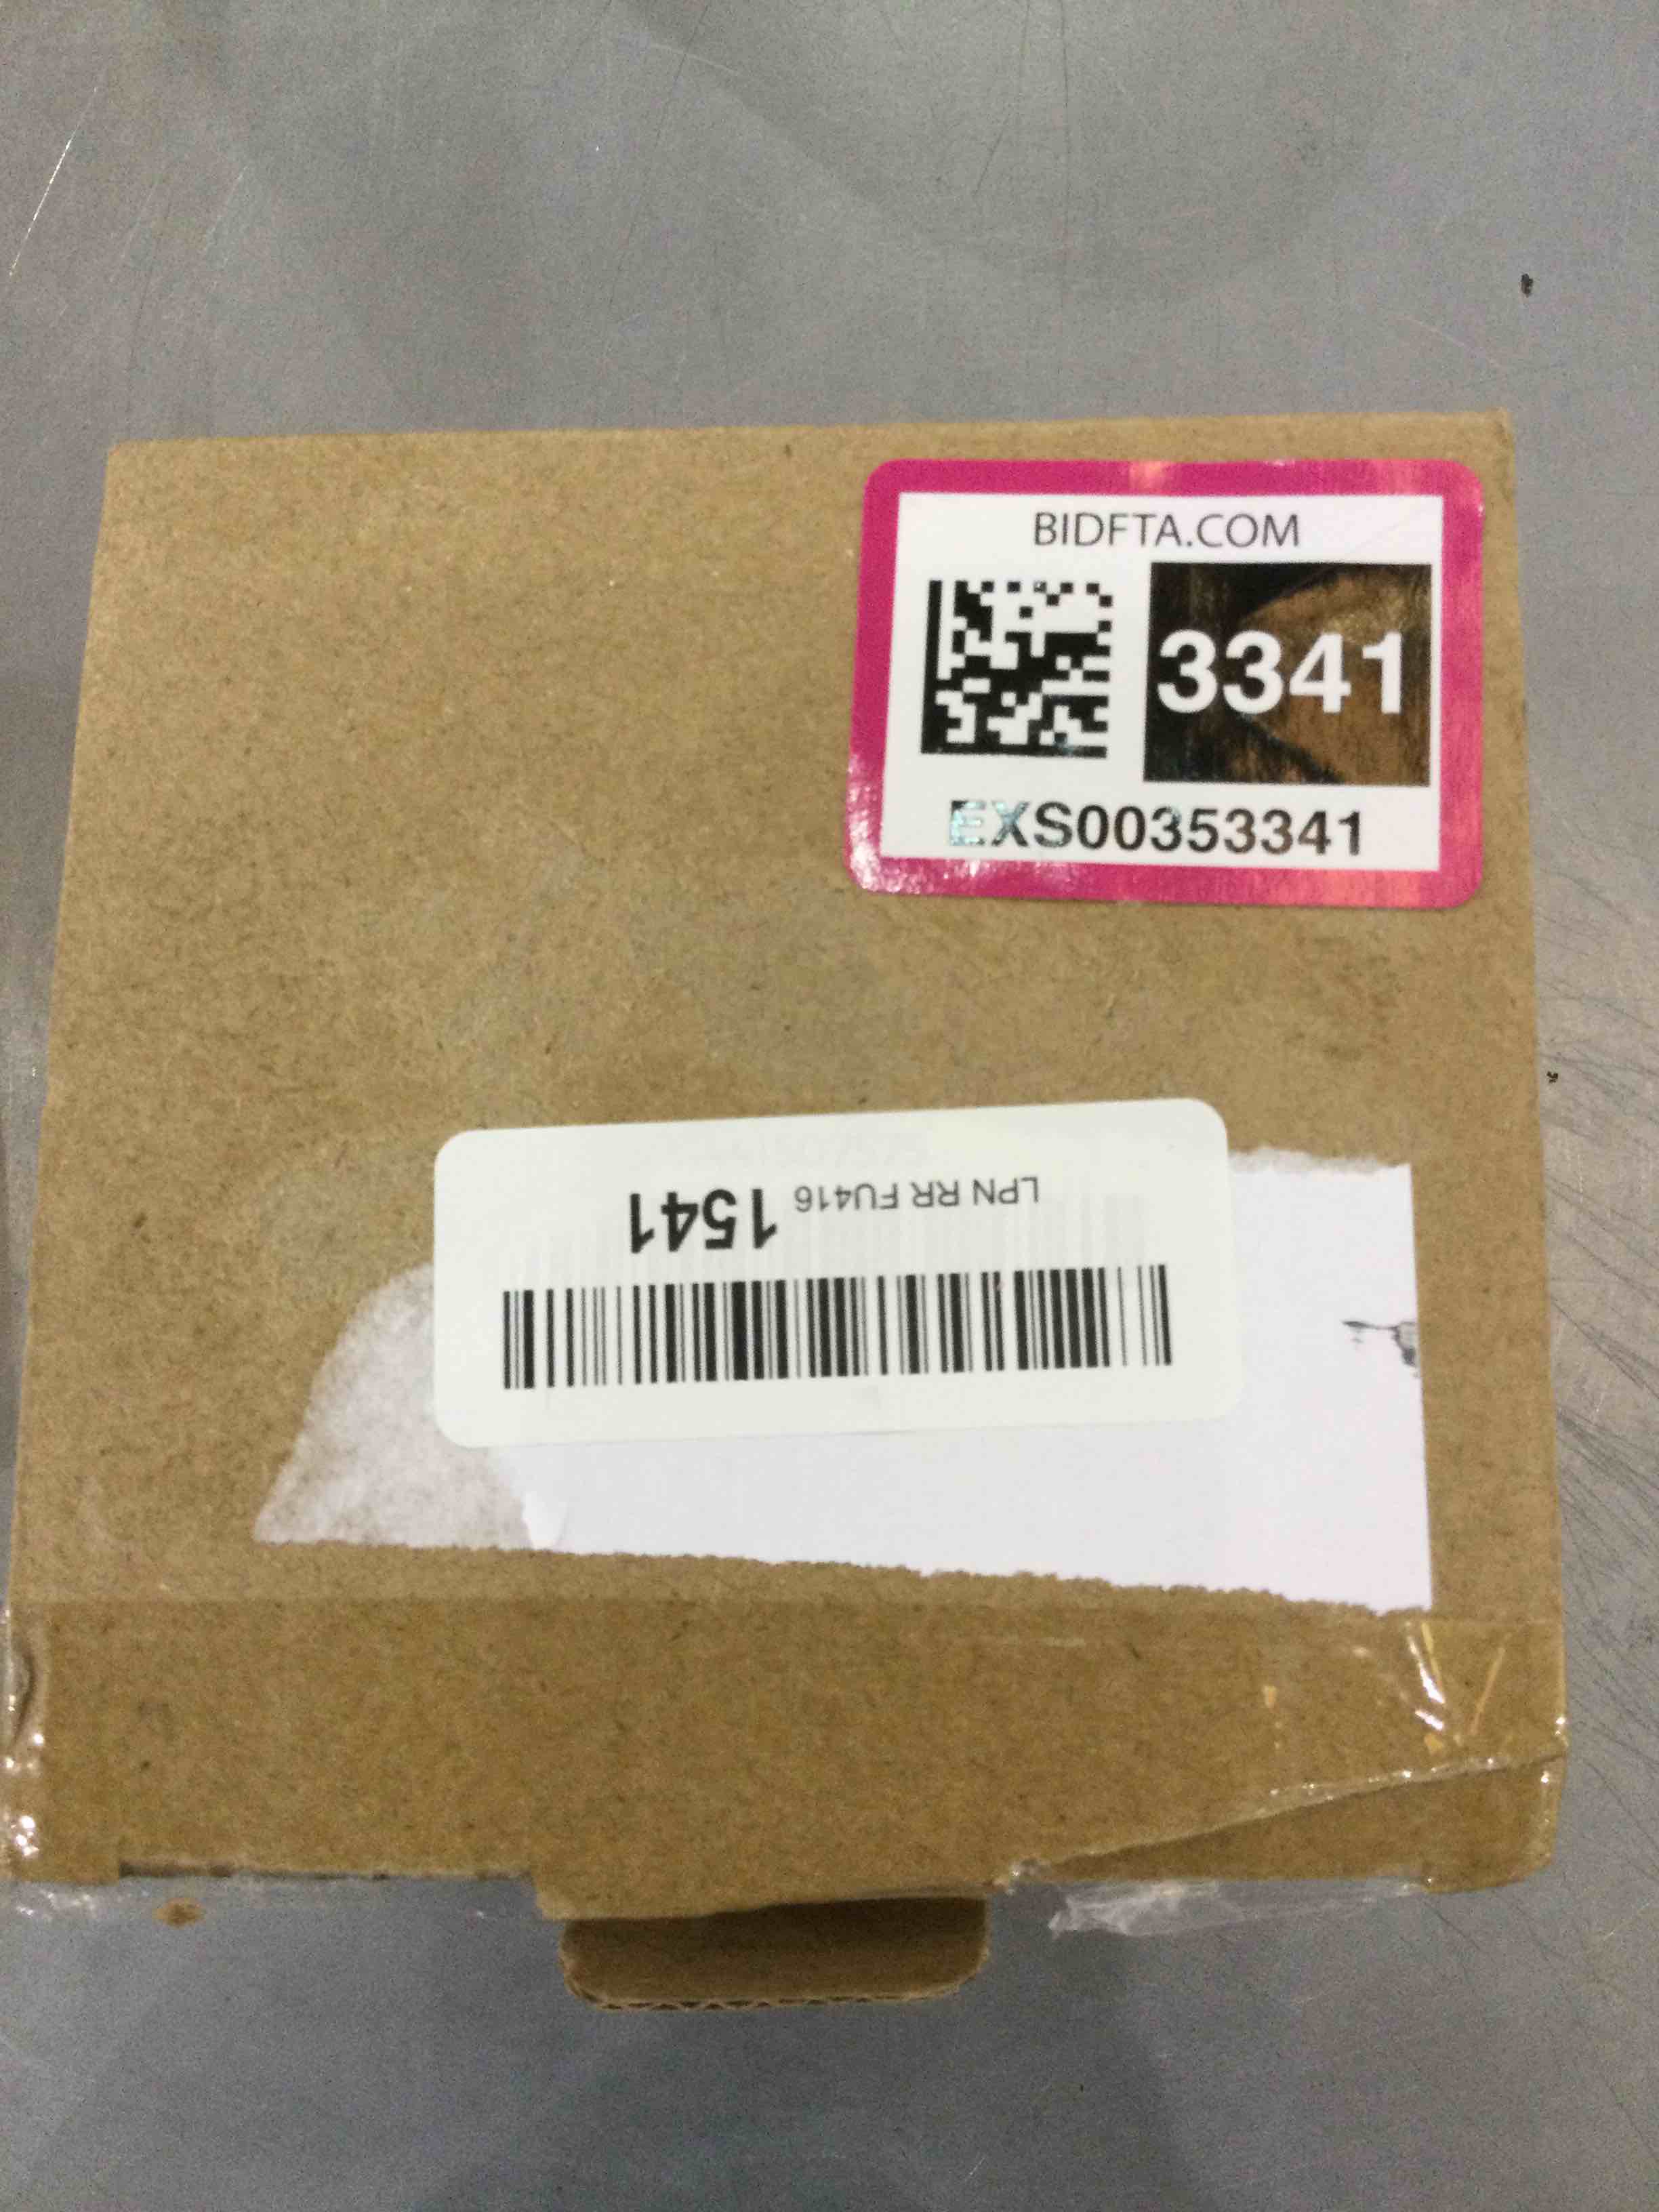 BIDFTA.COM
3341
EXS00353341
LPN RR FU416 1541